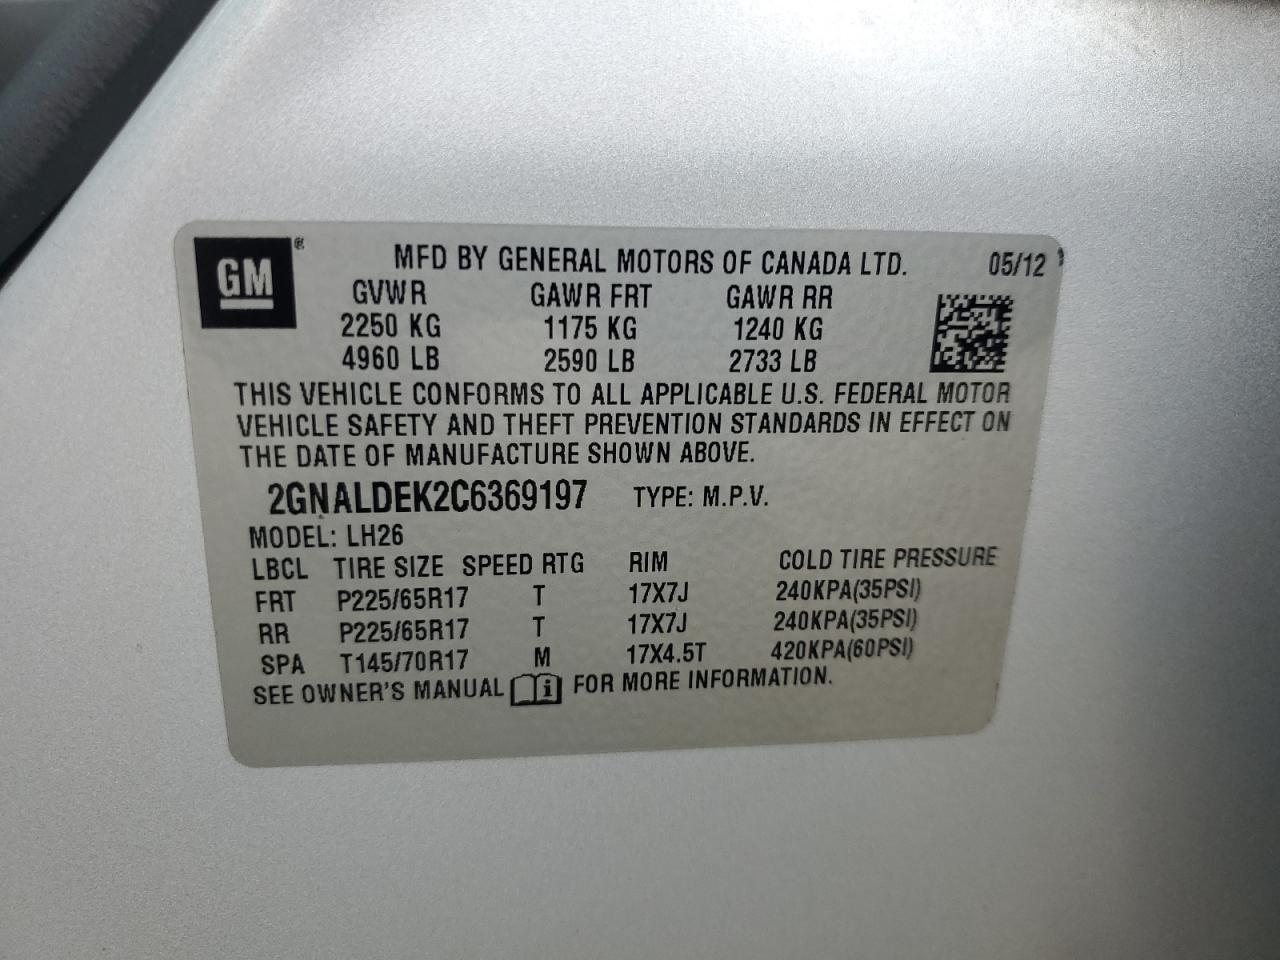 GM ® MFD BY GENERAL MOTORS OF CANADA LTD. 05/12
GVWR GAWR FRT GAWR RR
2250 KG 1175 KG 1240 KG
4960 LB 2590 LB 2733 LB
THIS VEHICLE CONFORMS TO ALL APPLICABLE U.S. FEDERAL MOTOR
VEHICLE SAFETY AND THEFT PREVENTION STANDARDS IN EFFECT ON
THE DATE OF MANUFACTURE SHOWN ABOVE.
2GNALDEK2C6369197 TYPE: M.P.V.
MODEL: LH26
LBCL TIRE SIZE SPEED RTG RIM COLD TIRE PRESSURE
FRT P225/65R17 T 17X7J 240KPA(35PSI)
RR P225/65R17 T 17X7J 240KPA(35PSI)
SPA T145/70R17 M 17X4.5T 420KPA(60PSI)
SEE OWNER'S MANUAL i FOR MORE INFORMATION.